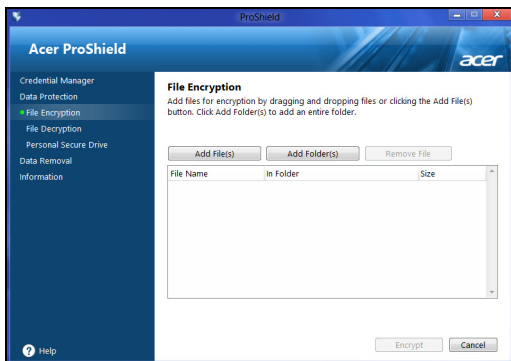 ProShield
Acer ProShield
acer
Credential Manager
Data Protection
File Encryption
File Decryption
Personal Secure Drive
Data Removal
Information
Help
File Encryption
Add files for encryption by dragging and dropping files or clicking the Add File(s)
button. Click Add Folder(s) to add an entire folder.
Add File(s) Add Folder(s) Remove File
File Name In Folder Size
Encrypt Cancel